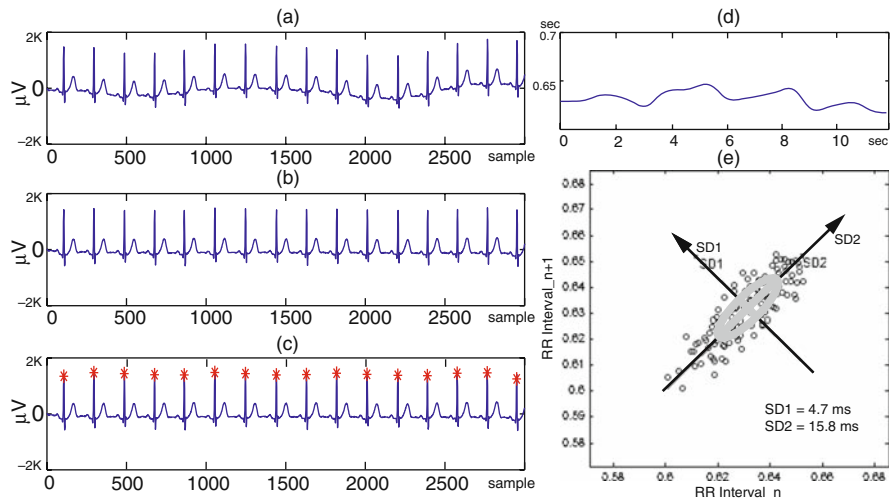 (a)
2K
0
−2K
μV
0
500
1000
1500
2000
2500
sample
(b)
2K
0
−2K
μV
0
500
1000
1500
2000
2500
sample
(c)
2K
0
−2K
μV
0
500
1000
1500
2000
2500
sample
(d)
sec
0.7
0.65
0
2
4
6
8
10
sec
(e)
0.68
0.67
0.66
0.65
0.64
0.63
0.62
0.61
0.6
0.59
0.58
RR Interval_n+1
SD1
SD1
SD2
SD2
SD1 = 4.7 ms
SD2 = 15.8 ms
0.58
0.6
0.62
0.64
0.66
0.68
RR Interval_n